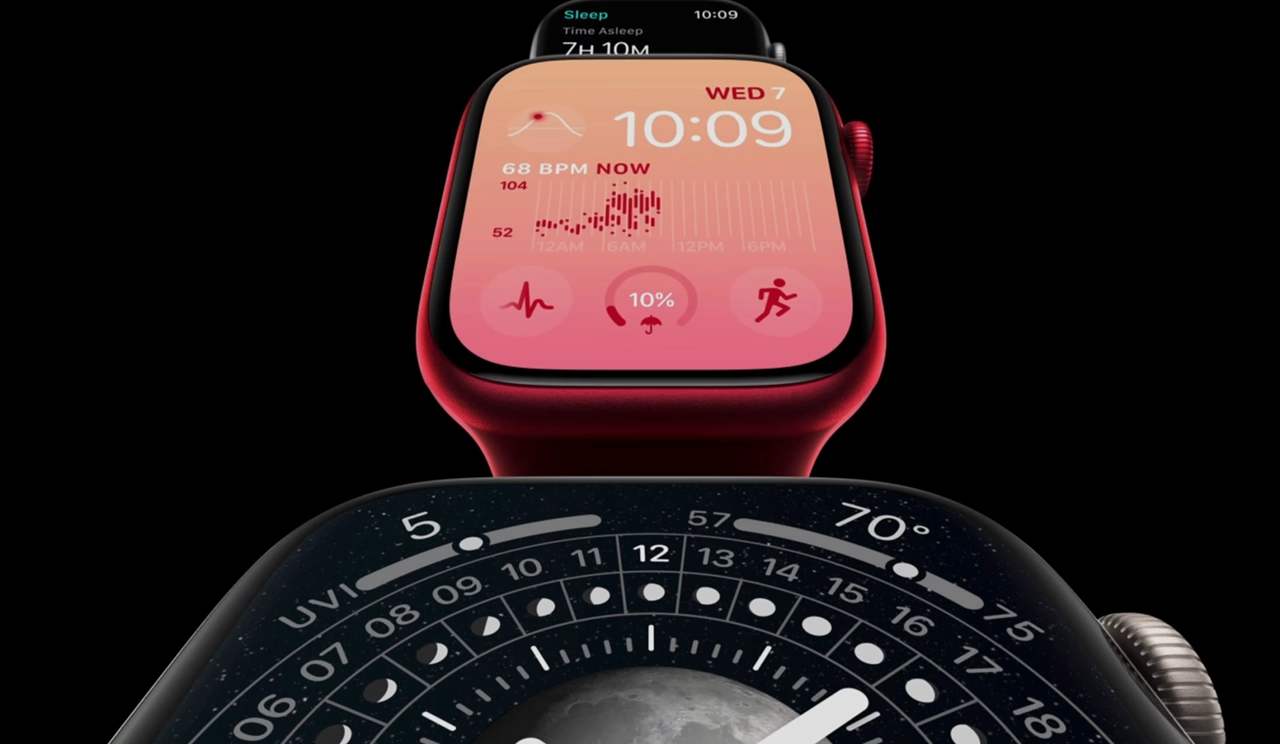 Sleep 10:09
Time Asleep
7H 10M
WED 7
10:09
68 BPM NOW
104
52
12AM 6AM 12PM 6PM
10%
UVI 5
57 70° 75
06 07 08 09 10 11 12 13 14 15 16 17 18